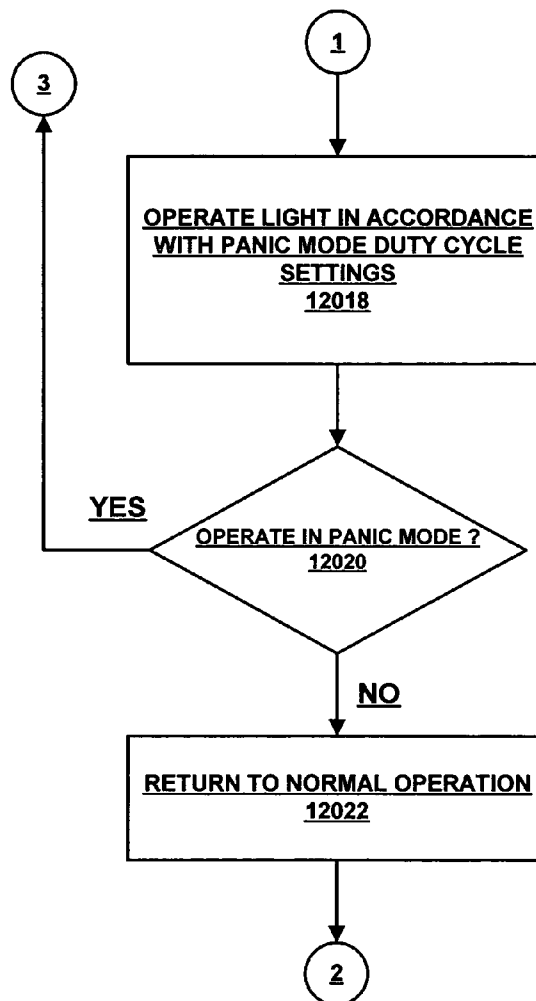 1
3
OPERATE LIGHT IN ACCORDANCE
WITH PANIC MODE DUTY CYCLE
SETTINGS
12018
YES
OPERATE IN PANIC MODE ?
12020
NO
RETURN TO NORMAL OPERATION
12022
2